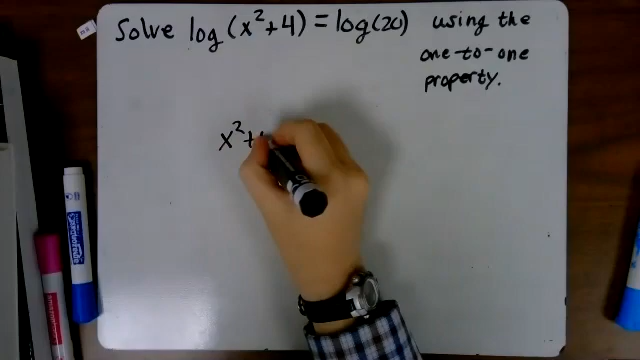 Solve log(x²+4) = log(20) using the
one-to-one
property.
x²+